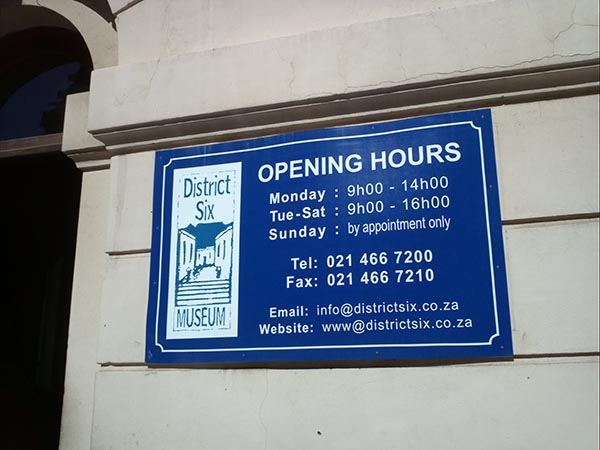 District
Six
MUSEUM
OPENING HOURS
Monday : 9h00 - 14h00
Tue-Sat : 9h00 - 16h00
Sunday : by appointment only
Tel: 021 466 7200
Fax: 021 466 7210
Email: info@districtsix.co.za
Website: www@districtsix.co.za